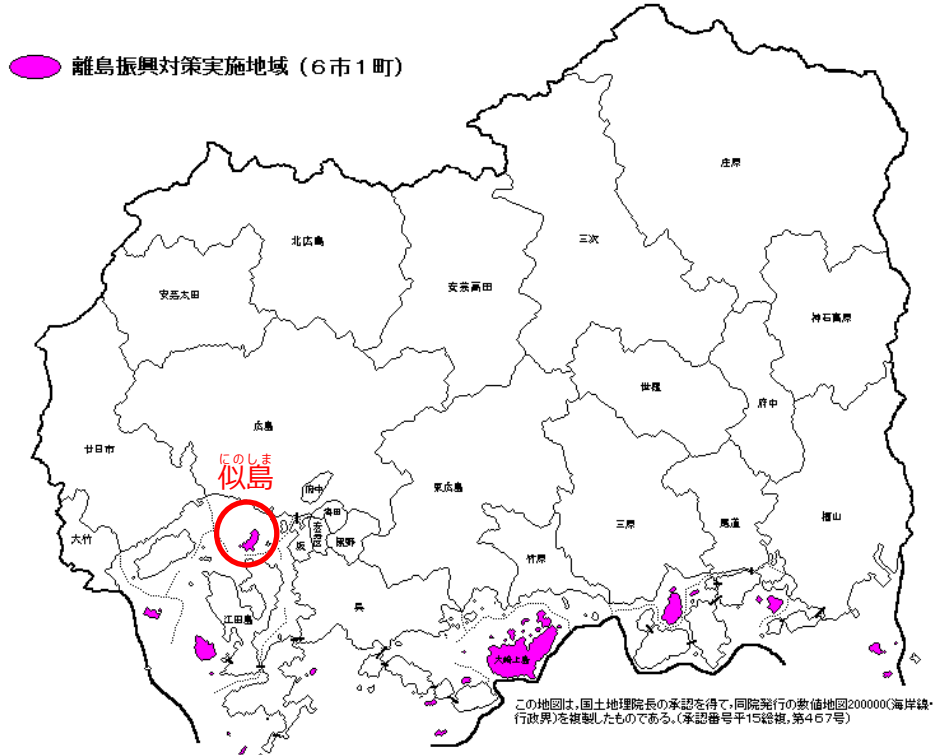 離島振興対策実施地域(6市1町)
庄原
北広島
三次
安芸太田
安芸高田
神石高原
世羅
府中
広島
廿日市
にのしま
似島
府中
東広島
海田
安芸区
三原
尾道
福山
大竹
坂
熊野
竹原
呉
江田島
大崎上島
この地図は,国土地理院長の承認を得て,同院発行の数値地図200000(海岸線・
行政界)を複製したものである。(承認番号平15総複,第467号)